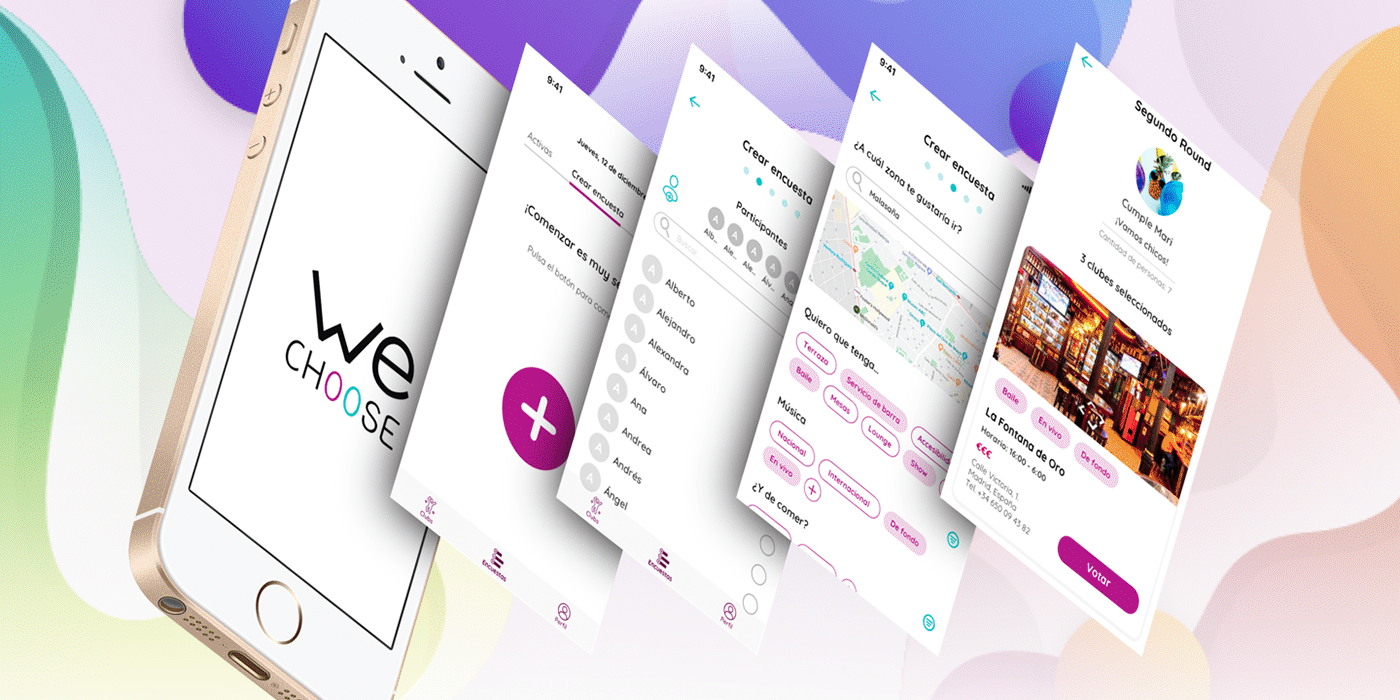 We
CHOOSE
9:41
Jueves, 12 de diciembre
Activas
Crear encuesta
¡Comenzar es muy se
Pulsa el botón para com
Clubs
Encuestas
Perfil
9:41
Crear encuesta
Participantes
A
A
A
A
A
Alb...
Ale...
Ale...
Álv...
Ana
Buscar
A
Alberto
A
Alejandro
A
Alexandra
A
Álvaro
A
Ana
A
Andrea
A
Andrés
A
Ángel
Clubs
Encuestas
Perfil
9:41
Crear encuesta
¿A cuál zona te gustaría ir?
Malasaña
Quiero que tenga...
Terraza
Servicio de barra
Accesibilid
Baile
Mesas
Lounge
Show
Música
Nacional
Internacional
De fondo
En vivo
¿Y de comer?
Segundo Round
Cumple Mari
¡Vamos chicos!
Cantidad de personas: 7
3 clubes seleccionados
Baile
En vivo
De fondo
La Fontana de Oro
Horario: 16:00 - 6:00
€€€
Calle Victoria, 1.
Madrid, España
Tel. +34 650 09 43 82
Votar